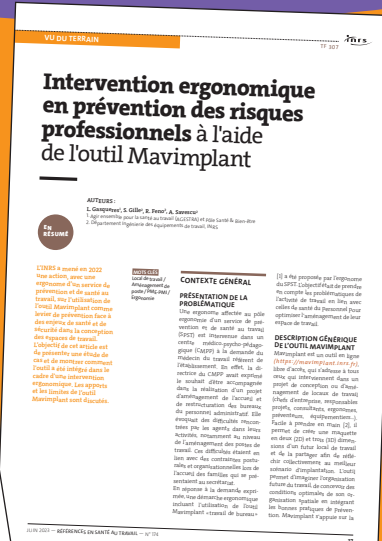 VU DU TERRAIN
TF 307
inrs
Intervention ergonomique
en prévention des risques
professionnels à l'aide
de l'outil Mavimplant
AUTEURS :
L. Gasqueres¹, S. Gille², B. Feno², A. Savescu²
1. Agir ensemble pour la santé au travail (AGESTRA) et Pôle Santé & Bien-être
2. Département Ingénierie des équipements de travail, INRS
EN
RÉSUMÉ
L'INRS a mené en 2022
une action, avec une
ergonome d'un service de
prévention et de santé au
travail, sur l'utilisation de
l'outil Mavimplant comme
levier de prévention face à
des enjeux de santé et de
sécurité dans la conception
des espaces de travail.
L'objectif de cet article est
de présenter une étude de
cas et de montrer comment
l'outil a été intégré dans le
cadre d'une intervention
ergonomique. Les apports
et les limites de l'outil
Mavimplant sont discutés.
MOTS CLÉS
Local de travail /
Aménagement de
poste / PME-PMI /
Ergonomie
CONTEXTE GÉNÉRAL
PRÉSENTATION DE LA
PROBLÉMATIQUE
Une ergonome affectée au pôle
ergonomie d'un service de pré-
vention et de santé au travail
(SPST) est intervenue dans un
centre médico-psycho-pédago-
gique (CMPP) à la demande du
médecin du travail référent de
l'établissement. En effet, la di-
rectrice du CMPP avait exprimé
le souhait d'être accompagnée
dans la réalisation d'un projet
d'aménagement de l'accueil et
de restructuration des bureaux
du personnel administratif. Elle
évoquait des difficultés rencon-
trées par les agents dans leurs
activités, notamment au niveau
de l'aménagement des postes de
travail. Ces difficultés étaient en
lien avec des contraintes postu-
rales et organisationnelles lors de
l'accueil des familles qui se pré-
sentaient au secrétariat.
En réponse à la demande expri-
mée, une démarche ergonomique
incluant l'utilisation de l'outil
Mavimplant « travail de bureau »
[1] a été proposée par l'ergonome
du SPST. L'objectif était de prendre
en compte les problématiques de
l'activité de travail en lien avec
celles de santé du personnel pour
optimiser l'aménagement de leur
espace de travail.
DESCRIPTION GÉNÉRIQUE
DE L'OUTIL MAVIMPLANT
Mavimplant est un outil en ligne
(https://mavimplant.inrs.fr),
libre d'accès, qui s'adresse à tous
ceux qui interviennent dans un
projet de conception ou d'amé-
nagement de locaux de travail
(chefs d'entreprise, responsables
projets, consultants, ergonomes,
préventeurs, équipementiers…).
Facile à prendre en main [2], il
permet de créer une maquette
en deux (2D) et trois (3D) dimen-
sions d'un futur local de travail
et de la partager afin de réflé-
chir collectivement au meilleur
scénario d'implantation. L'outil
permet d'imaginer l'organisation
future du travail, de concevoir des
conditions optimales de son or-
ganisation spatiale en intégrant
les bonnes pratiques de préven-
tion. Mavimplant s'appuie sur la
JUIN 2023 — RÉFÉRENCES EN SANTÉ AU TRAVAIL — N° 174